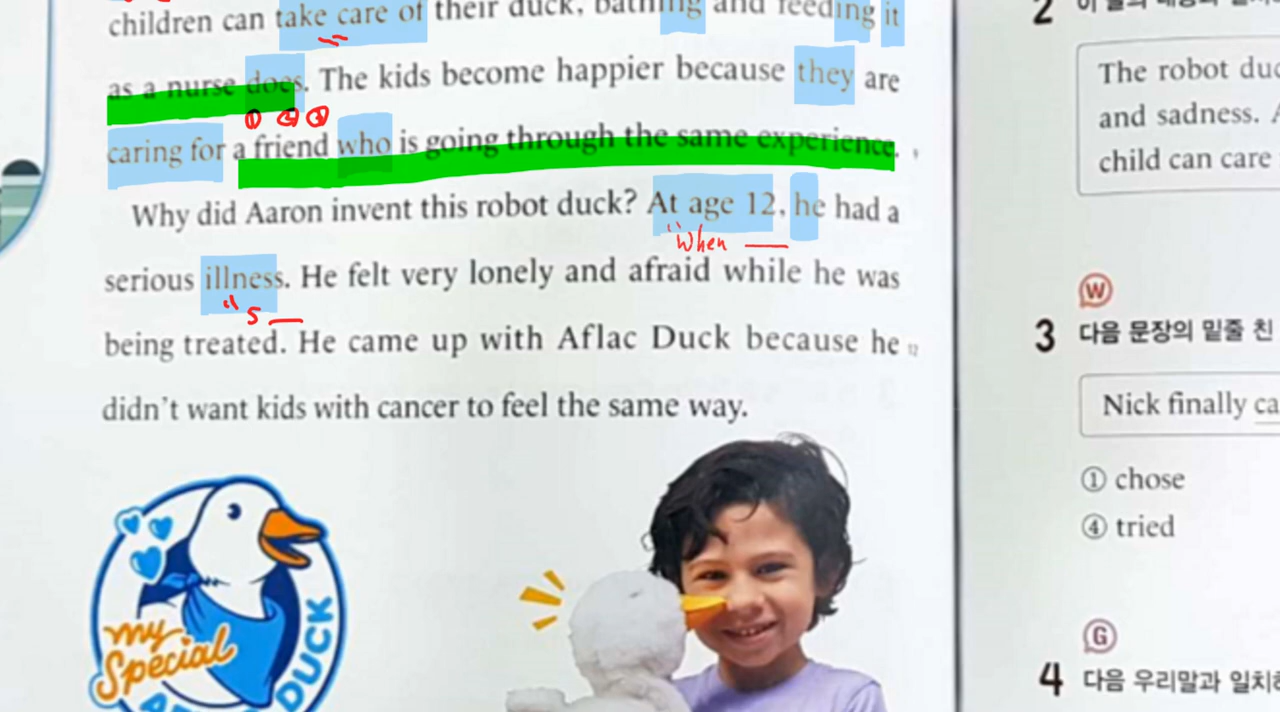 children can take care of their duck, bathing and feeding it
as a nurse does. The kids become happier because they are
① ② ③
caring for a friend who is going through the same experience.
Why did Aaron invent this robot duck? At age 12, he had a
"when
serious illness. He felt very lonely and afraid while he was
"s
being treated. He came up with Aflac Duck because he 12
didn't want kids with cancer to feel the same way.
my
Special
DUCK
2
The robot duc
and sadness.
child can care
W
3 다음 문장의 밑줄 친
Nick finally ca
① chose
④ tried
G
4 다음 우리말과 일치하